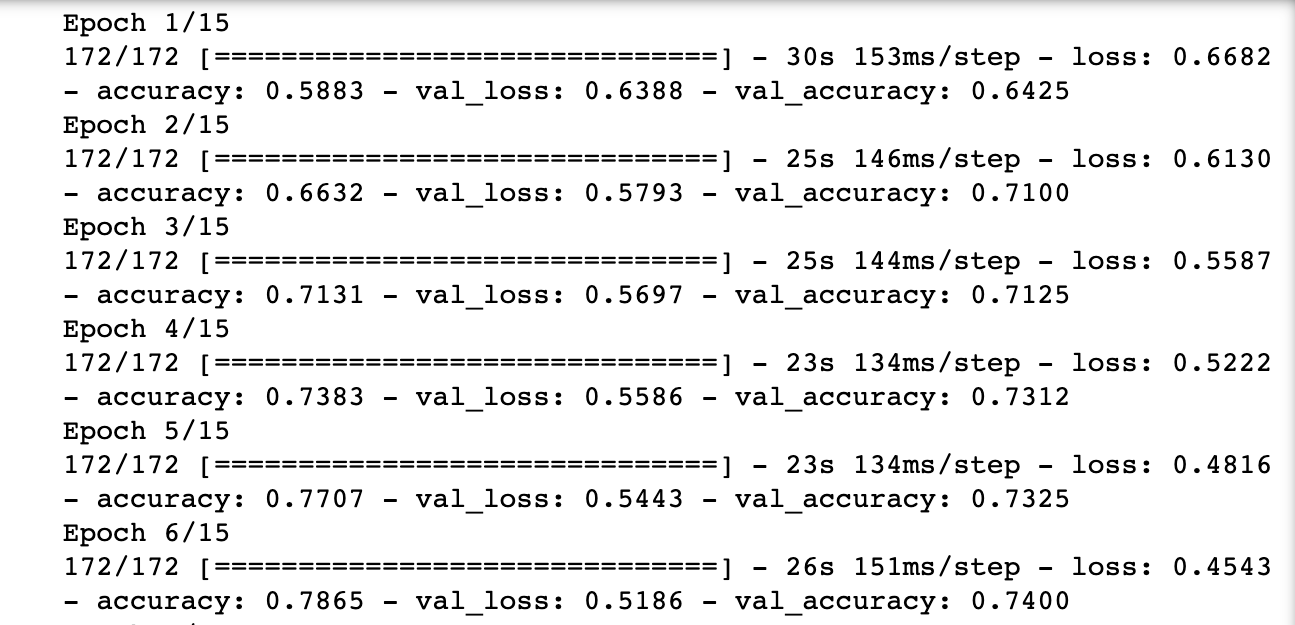 Epoch 1/15
172/172 [==============================] - 30s 153ms/step - loss: 0.6682
- accuracy: 0.5883 - val_loss: 0.6388 - val_accuracy: 0.6425
Epoch 2/15
172/172 [==============================] - 25s 146ms/step - loss: 0.6130
- accuracy: 0.6632 - val_loss: 0.5793 - val_accuracy: 0.7100
Epoch 3/15
172/172 [==============================] - 25s 144ms/step - loss: 0.5587
- accuracy: 0.7131 - val_loss: 0.5697 - val_accuracy: 0.7125
Epoch 4/15
172/172 [==============================] - 23s 134ms/step - loss: 0.5222
- accuracy: 0.7383 - val_loss: 0.5586 - val_accuracy: 0.7312
Epoch 5/15
172/172 [==============================] - 23s 134ms/step - loss: 0.4816
- accuracy: 0.7707 - val_loss: 0.5443 - val_accuracy: 0.7325
Epoch 6/15
172/172 [==============================] - 26s 151ms/step - loss: 0.4543
- accuracy: 0.7865 - val_loss: 0.5186 - val_accuracy: 0.7400